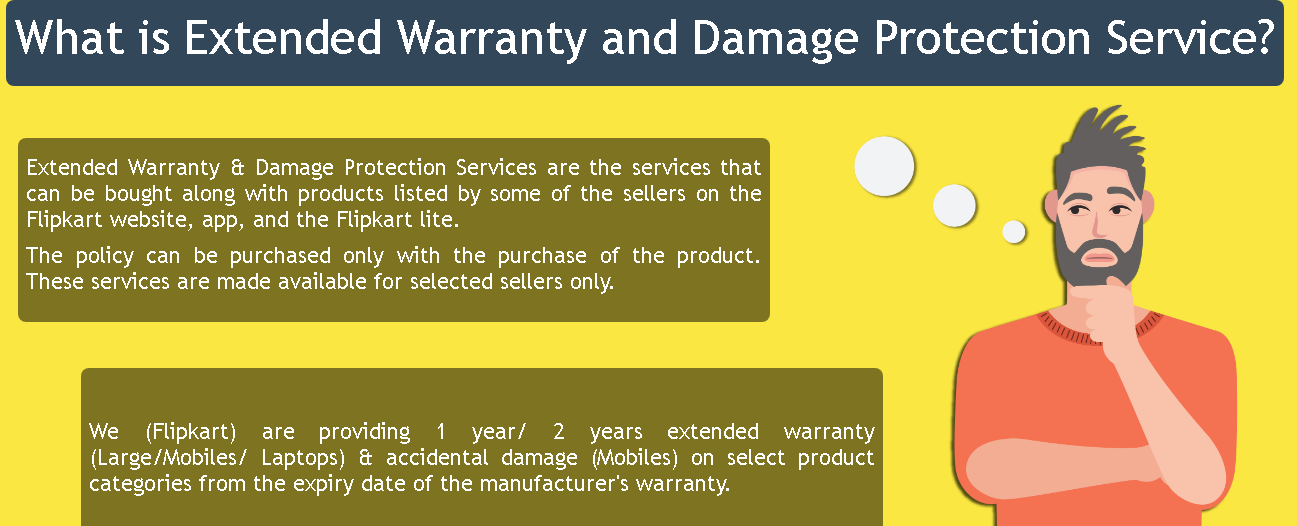 What is Extended Warranty and Damage Protection Service?
Extended Warranty & Damage Protection Services are the services that
can be bought along with products listed by some of the sellers on the
Flipkart website, app, and the Flipkart lite.
The policy can be purchased only with the purchase of the product.
These services are made available for selected sellers only.
We (Flipkart) are providing 1 year/ 2 years extended warranty
(Large/Mobiles/ Laptops) & accidental damage (Mobiles) on select product
categories from the expiry date of the manufacturer's warranty.